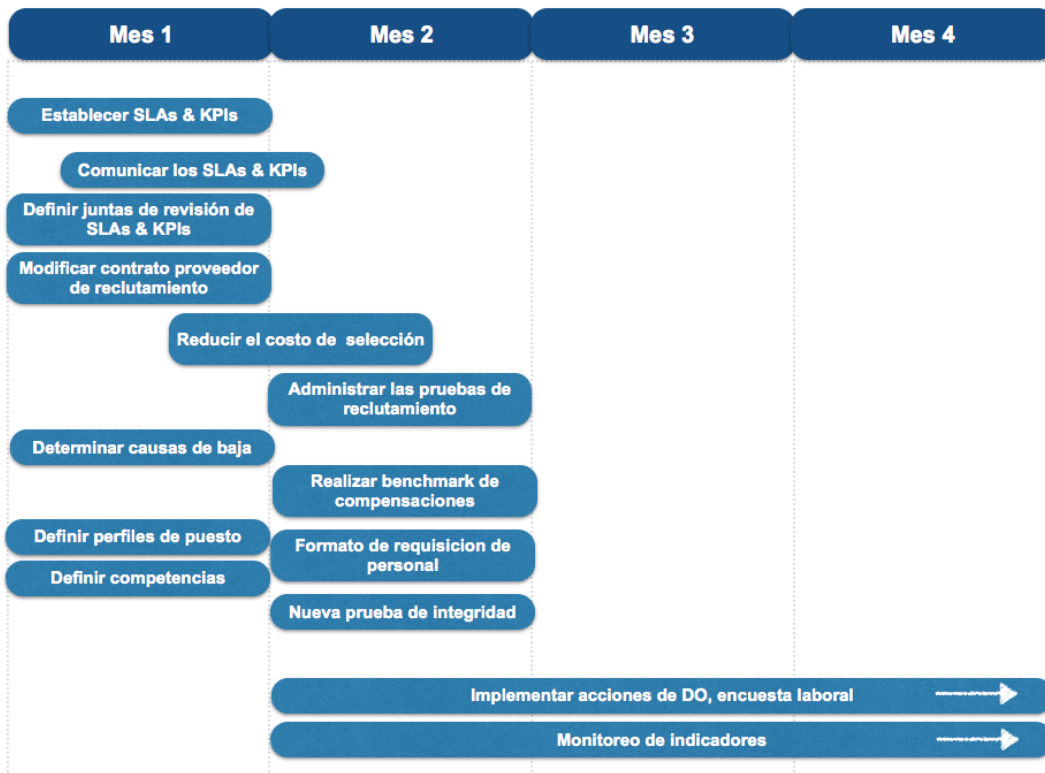 Mes 1
Mes 2
Mes 3
Mes 4
Establecer SLAs & KPIs
Comunicar los SLAs & KPIs
Definir juntas de revisión de
SLAs & KPIs
Modificar contrato proveedor
de reclutamiento
Reducir el costo de selección
Administrar las pruebas de
reclutamiento
Determinar causas de baja
Realizar benchmark de
compensaciones
Definir perfiles de puesto
Formato de requisicion de
personal
Definir competencias
Nueva prueba de integridad
Implementar acciones de DO, encuesta laboral
Monitoreo de indicadores